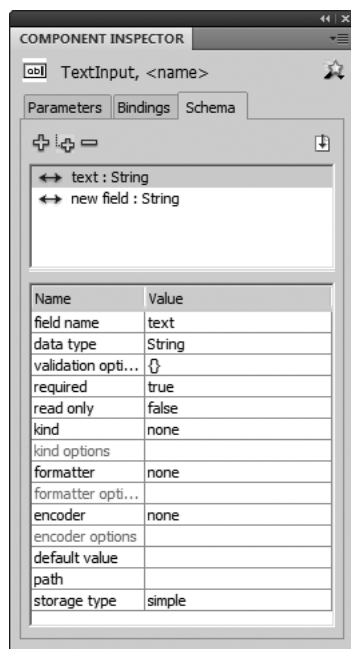 COMPONENT INSPECTOR
abl TextInput, <name>
Parameters Bindings Schema
text : String
new field : String
Name Value
field name text
data type String
validation opti... {}
required true
read only false
kind none
kind options
formatter none
formatter opti...
encoder none
encoder options
default value
path
storage type simple